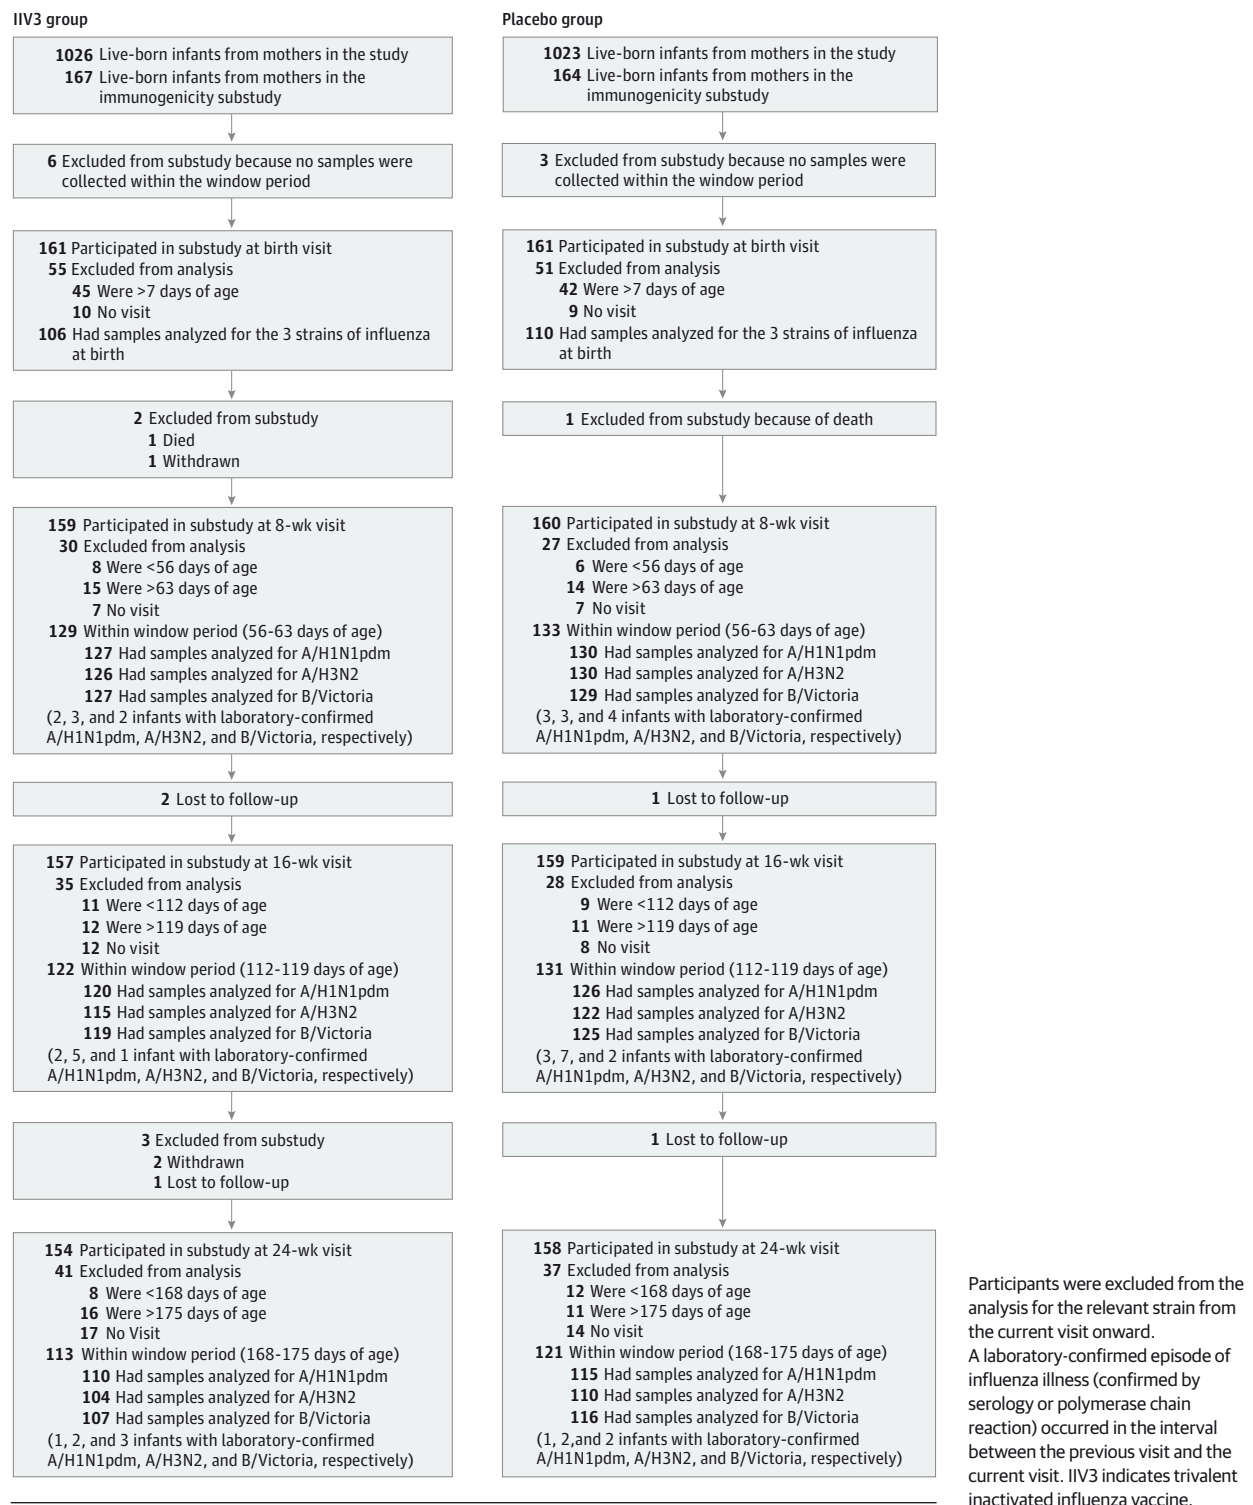 IIV3 group
1026 Live-born infants from mothers in the study
167 Live-born infants from mothers in the
immunogenicity substudy
6 Excluded from substudy because no samples were
collected within the window period
161 Participated in substudy at birth visit
55 Excluded from analysis
45 Were >7 days of age
10 No visit
106 Had samples analyzed for the 3 strains of influenza
at birth
2 Excluded from substudy
1 Died
1 Withdrawn
159 Participated in substudy at 8-wk visit
30 Excluded from analysis
8 Were <56 days of age
15 Were >63 days of age
7 No visit
129 Within window period (56-63 days of age)
127 Had samples analyzed for A/H1N1pdm
126 Had samples analyzed for A/H3N2
127 Had samples analyzed for B/Victoria
(2, 3, and 2 infants with laboratory-confirmed
A/H1N1pdm, A/H3N2, and B/Victoria, respectively)
2 Lost to follow-up
157 Participated in substudy at 16-wk visit
35 Excluded from analysis
11 Were <112 days of age
12 Were >119 days of age
12 No visit
122 Within window period (112-119 days of age)
120 Had samples analyzed for A/H1N1pdm
115 Had samples analyzed for A/H3N2
119 Had samples analyzed for B/Victoria
(2, 5, and 1 infant with laboratory-confirmed
A/H1N1pdm, A/H3N2, and B/Victoria, respectively)
3 Excluded from substudy
2 Withdrawn
1 Lost to follow-up
154 Participated in substudy at 24-wk visit
41 Excluded from analysis
8 Were <168 days of age
16 Were >175 days of age
17 No Visit
113 Within window period (168-175 days of age)
110 Had samples analyzed for A/H1N1pdm
104 Had samples analyzed for A/H3N2
107 Had samples analyzed for B/Victoria
(1, 2, and 3 infants with laboratory-confirmed
A/H1N1pdm, A/H3N2, and B/Victoria, respectively)
Placebo group
1023 Live-born infants from mothers in the study
164 Live-born infants from mothers in the
immunogenicity substudy
3 Excluded from substudy because no samples were
collected within the window period
161 Participated in substudy at birth visit
51 Excluded from analysis
42 Were >7 days of age
9 No visit
110 Had samples analyzed for the 3 strains of influenza
at birth
1 Excluded from substudy because of death
160 Participated in substudy at 8-wk visit
27 Excluded from analysis
6 Were <56 days of age
14 Were >63 days of age
7 No visit
133 Within window period (56-63 days of age)
130 Had samples analyzed for A/H1N1pdm
130 Had samples analyzed for A/H3N2
129 Had samples analyzed for B/Victoria
(3, 3, and 4 infants with laboratory-confirmed
A/H1N1pdm, A/H3N2, and B/Victoria, respectively)
1 Lost to follow-up
159 Participated in substudy at 16-wk visit
28 Excluded from analysis
9 Were <112 days of age
11 Were >119 days of age
8 No visit
131 Within window period (112-119 days of age)
126 Had samples analyzed for A/H1N1pdm
122 Had samples analyzed for A/H3N2
125 Had samples analyzed for B/Victoria
(3, 7, and 2 infants with laboratory-confirmed
A/H1N1pdm, A/H3N2, and B/Victoria, respectively)
1 Lost to follow-up
158 Participated in substudy at 24-wk visit
37 Excluded from analysis
12 Were <168 days of age
11 Were >175 days of age
14 No visit
121 Within window period (168-175 days of age)
115 Had samples analyzed for A/H1N1pdm
110 Had samples analyzed for A/H3N2
116 Had samples analyzed for B/Victoria
(1, 2,and 2 infants with laboratory-confirmed
A/H1N1pdm, A/H3N2, and B/Victoria, respectively)
Participants were excluded from the
analysis for the relevant strain from
the current visit onward.
A laboratory-confirmed episode of
influenza illness (confirmed by
serology or polymerase chain
reaction) occurred in the interval
between the previous visit and the
current visit. IIV3 indicates trivalent
inactivated influenza vaccine.